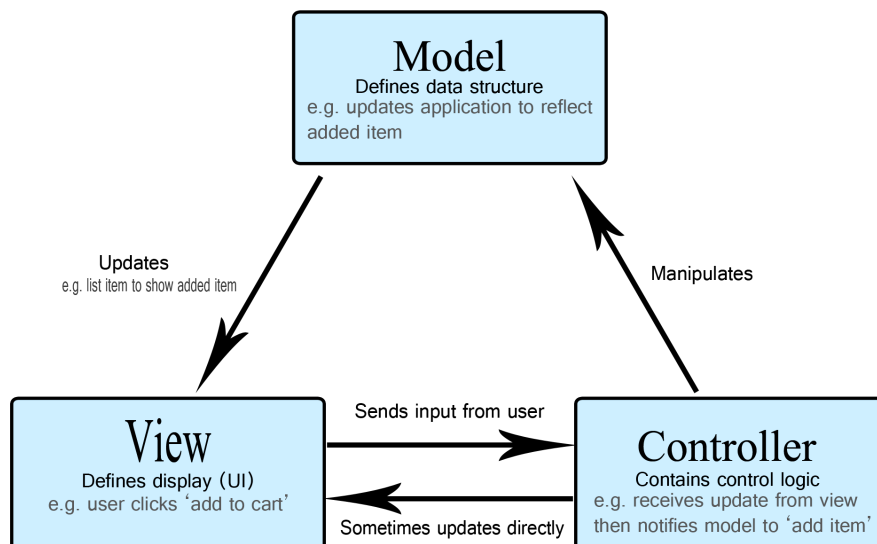 Model
Defines data structure
e.g. updates application to reflect
added item
Updates
e.g. list item to show added item
Manipulates
View
Defines display (UI)
e.g. user clicks ‘add to cart’
Sends input from user
Sometimes updates directly
Controller
Contains control logic
e.g. receives update from view
then notifies model to ‘add item’